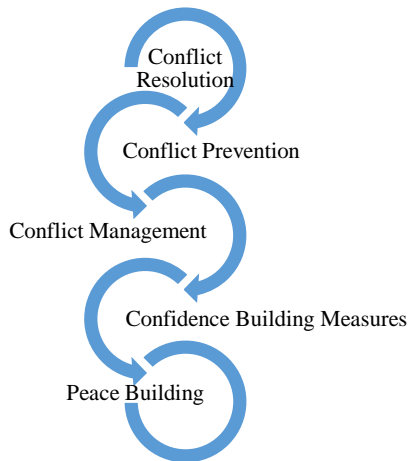 Conflict
Resolution
Conflict Prevention
Conflict Management
Confidence Building Measures
Peace Building